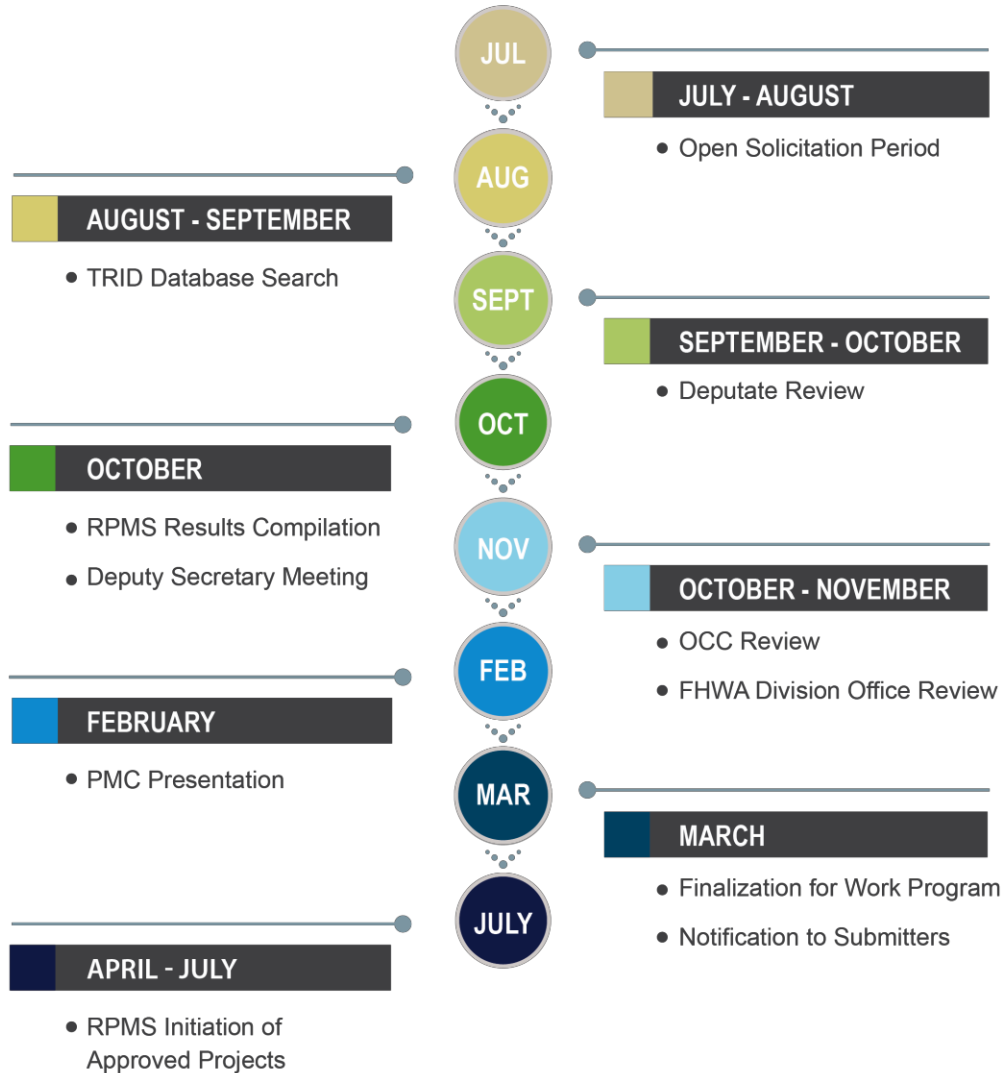 JUL
JULY - AUGUST
• Open Solicitation Period
AUG
AUGUST - SEPTEMBER
• TRID Database Search
SEPT
SEPTEMBER - OCTOBER
• Deputate Review
OCT
OCTOBER
• RPMS Results Compilation
• Deputy Secretary Meeting
NOV
OCTOBER - NOVEMBER
• OCC Review
• FHWA Division Office Review
FEB
FEBRUARY
• PMC Presentation
MAR
MARCH
• Finalization for Work Program
• Notification to Submitters
JULY
APRIL - JULY
• RPMS Initiation of
Approved Projects